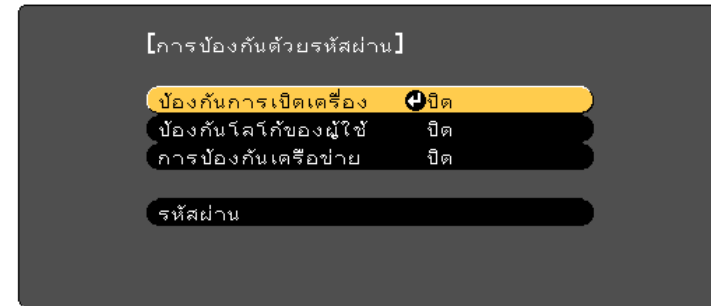 [การป้องกันด้วยรหัสผ่าน]
ป้องกันการเปิดเครื่อง ปิด
ป้องกันโลโก้ของผู้ใช้ ปิด
การป้องกันเครือข่าย ปิด
รหัสผ่าน